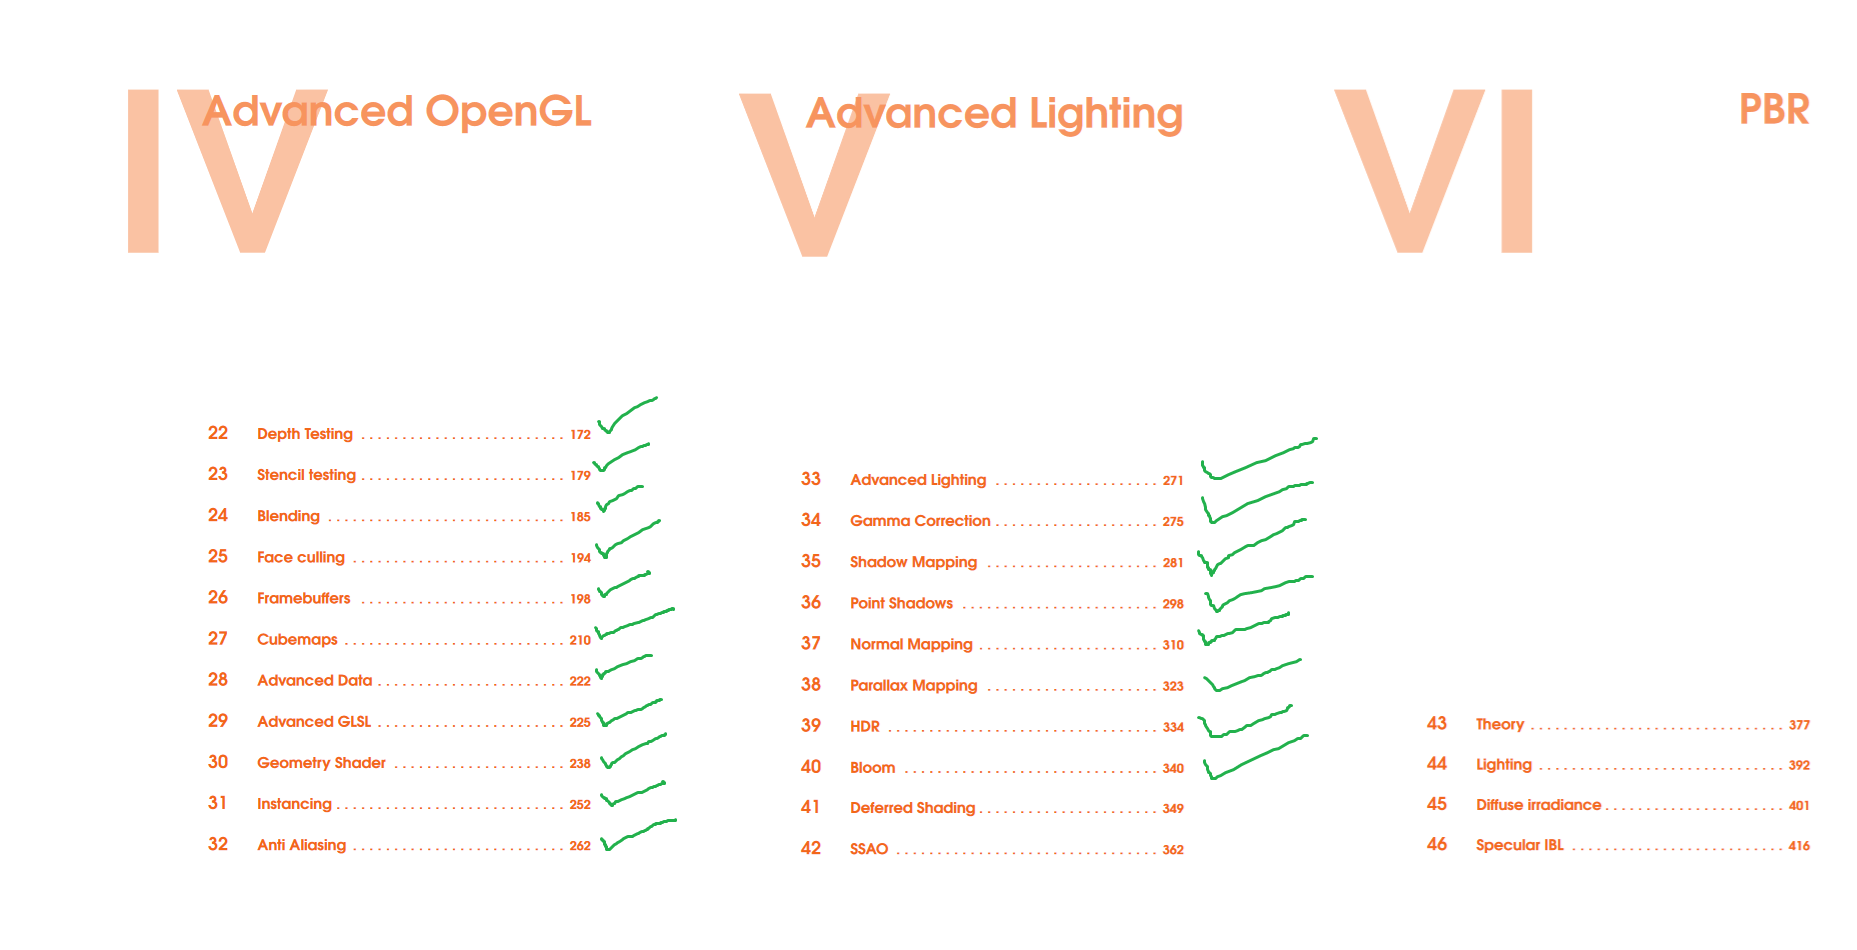 IV Advanced OpenGL
22 Depth Testing . . . . . . . . . . . . . . . . . . . . . . . . . 172
23 Stencil testing . . . . . . . . . . . . . . . . . . . . . . . . . 179
24 Blending . . . . . . . . . . . . . . . . . . . . . . . . . . . . . 185
25 Face culling . . . . . . . . . . . . . . . . . . . . . . . . . . 194
26 Framebuffers . . . . . . . . . . . . . . . . . . . . . . . . . 198
27 Cubemaps . . . . . . . . . . . . . . . . . . . . . . . . . . . 210
28 Advanced Data . . . . . . . . . . . . . . . . . . . . . . . 222
29 Advanced GLSL . . . . . . . . . . . . . . . . . . . . . . . 225
30 Geometry Shader . . . . . . . . . . . . . . . . . . . . . 238
31 Instancing . . . . . . . . . . . . . . . . . . . . . . . . . . . . 252
32 Anti Aliasing . . . . . . . . . . . . . . . . . . . . . . . . . . 262
V Advanced Lighting
33 Advanced Lighting . . . . . . . . . . . . . . . . . . . . 271
34 Gamma Correction . . . . . . . . . . . . . . . . . . . . 275
35 Shadow Mapping . . . . . . . . . . . . . . . . . . . . . 281
36 Point Shadows . . . . . . . . . . . . . . . . . . . . . . . . 298
37 Normal Mapping . . . . . . . . . . . . . . . . . . . . . . 310
38 Parallax Mapping . . . . . . . . . . . . . . . . . . . . . 323
39 HDR . . . . . . . . . . . . . . . . . . . . . . . . . . . . . . . . . 334
40 Bloom . . . . . . . . . . . . . . . . . . . . . . . . . . . . . . . 340
41 Deferred Shading . . . . . . . . . . . . . . . . . . . . . . 349
42 SSAO . . . . . . . . . . . . . . . . . . . . . . . . . . . . . . . . 362
VI PBR
43 Theory . . . . . . . . . . . . . . . . . . . . . . . . . . . . . . . 377
44 Lighting . . . . . . . . . . . . . . . . . . . . . . . . . . . . . . 392
45 Diffuse irradiance . . . . . . . . . . . . . . . . . . . . . . 401
46 Specular IBL . . . . . . . . . . . . . . . . . . . . . . . . . . 416